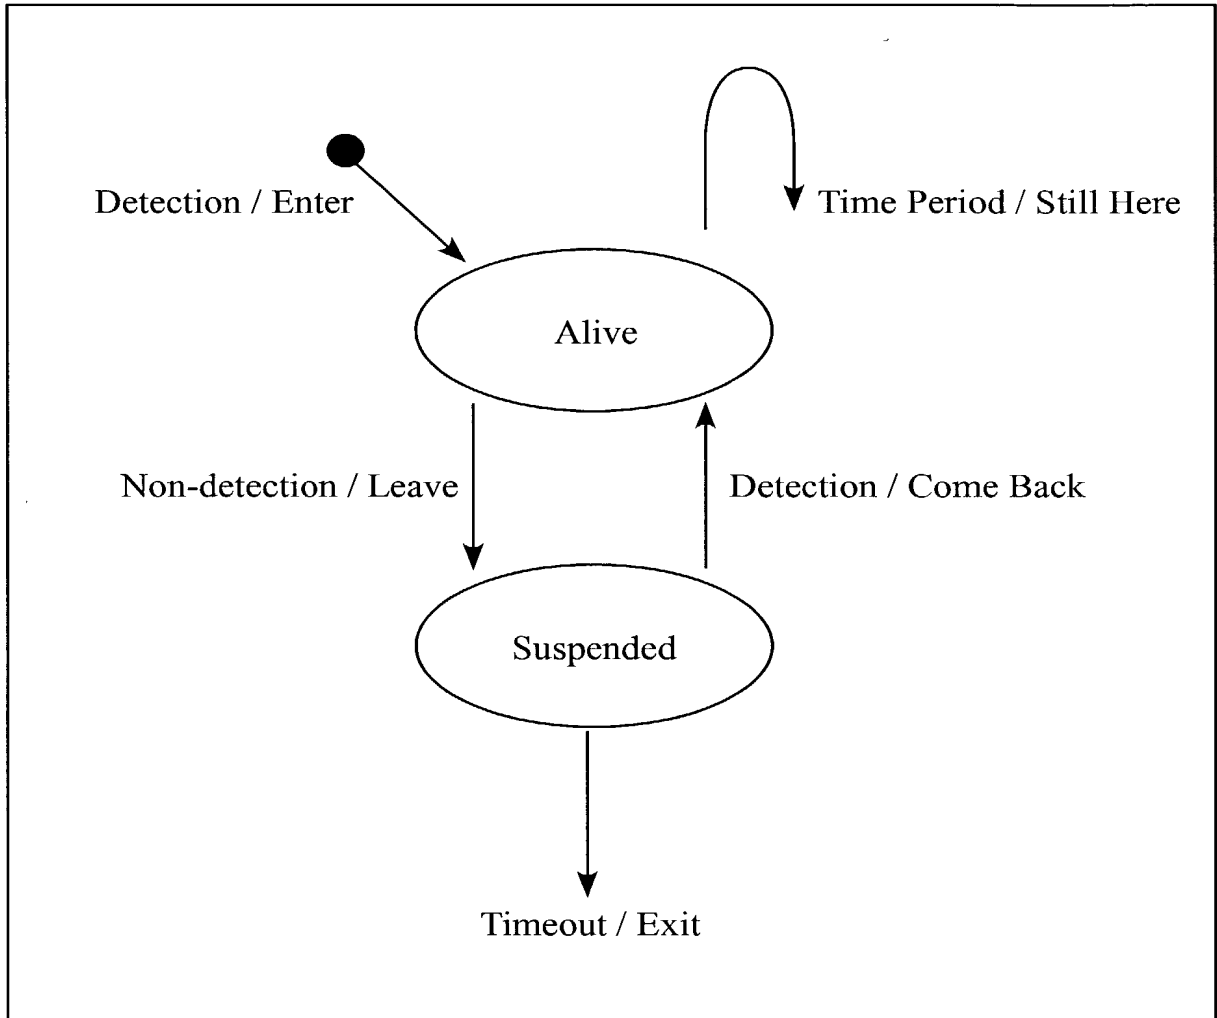 Detection / Enter
Time Period / Still Here
Alive
Non-detection / Leave
Detection / Come Back
Suspended
Timeout / Exit